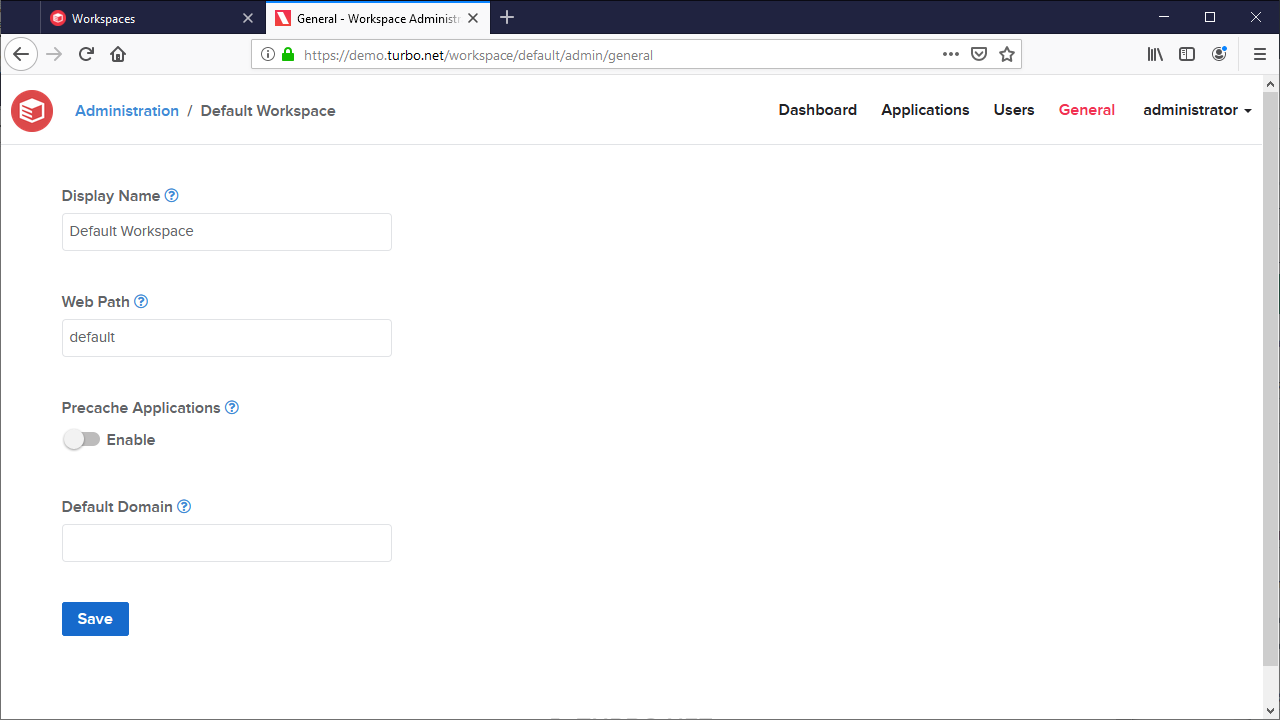 Workspaces
General - Workspace Administr
https://demo.turbo.net/workspace/default/admin/general
Administration / Default Workspace
Dashboard
Applications
Users
General
administrator
Display Name
Default Workspace
Web Path
default
Precache Applications
Enable
Default Domain
Save